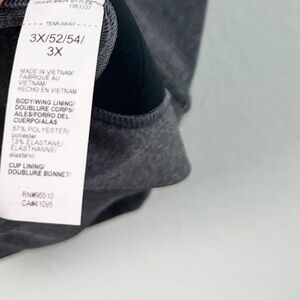 TEAR AWAY
3X/52/54/
3X
MADE IN VIETNAM
FABRIQUÉ AU
VIETNAM
HECHO EN VIETNAM
BODY/WING LINING/
DOUBLURE CORPS/
AILES/FORRO DEL
CUERPO/ALAS
87% POLYESTER/
poliéster
13% ELASTANE/
ELASTHANNE/
elastano
CUP LINING/
DOUBLURE BONNET/
RN#96510
CA#41095